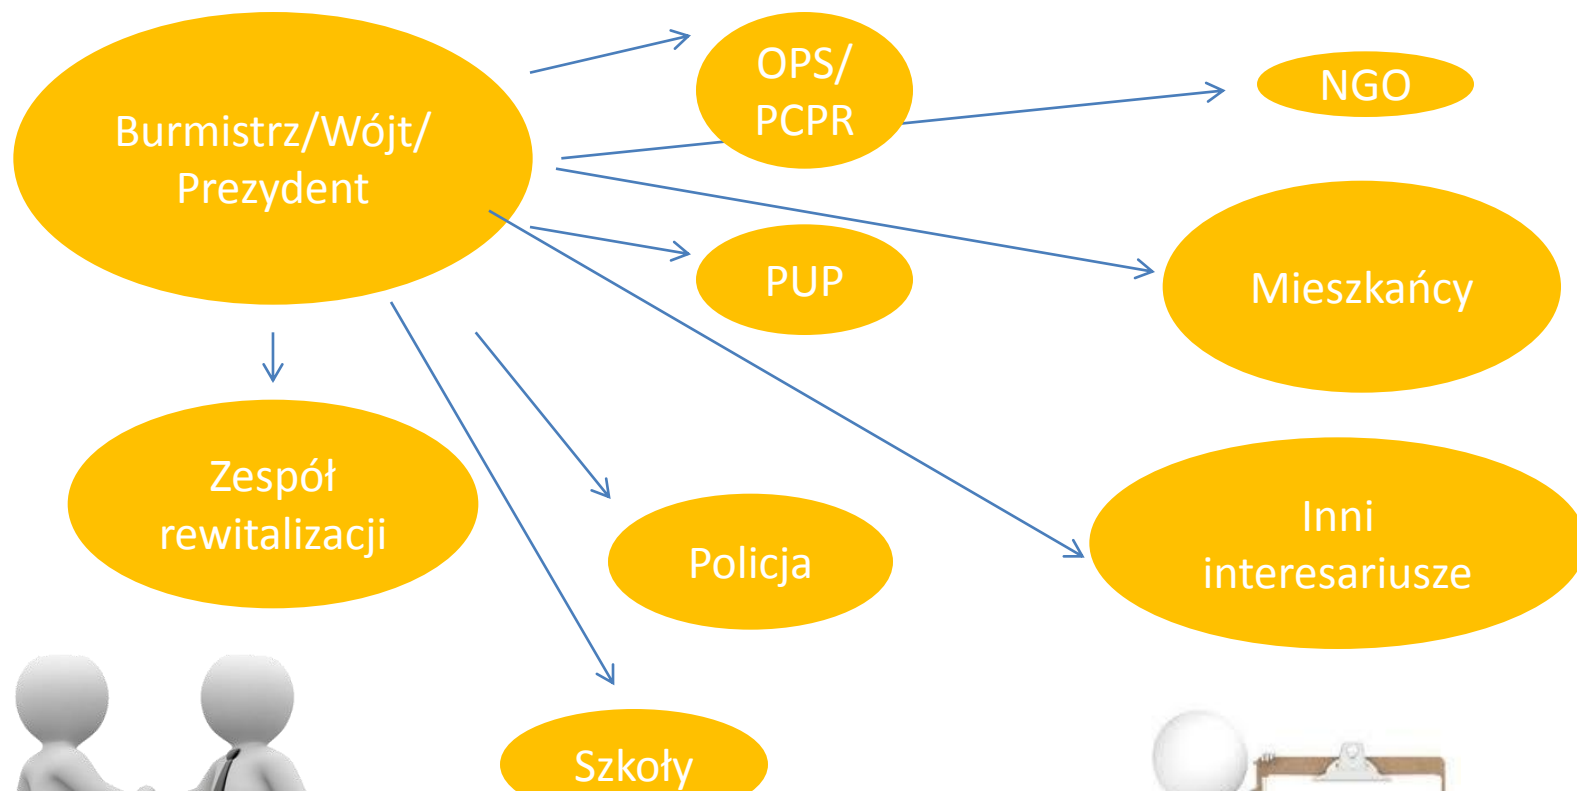 Burmistrz/Wójt/
Prezydent
OPS/
PCPR
NGO
PUP
Mieszkańcy
Zespół
rewitalizacji
Policja
Inni
interesariusze
Szkoły